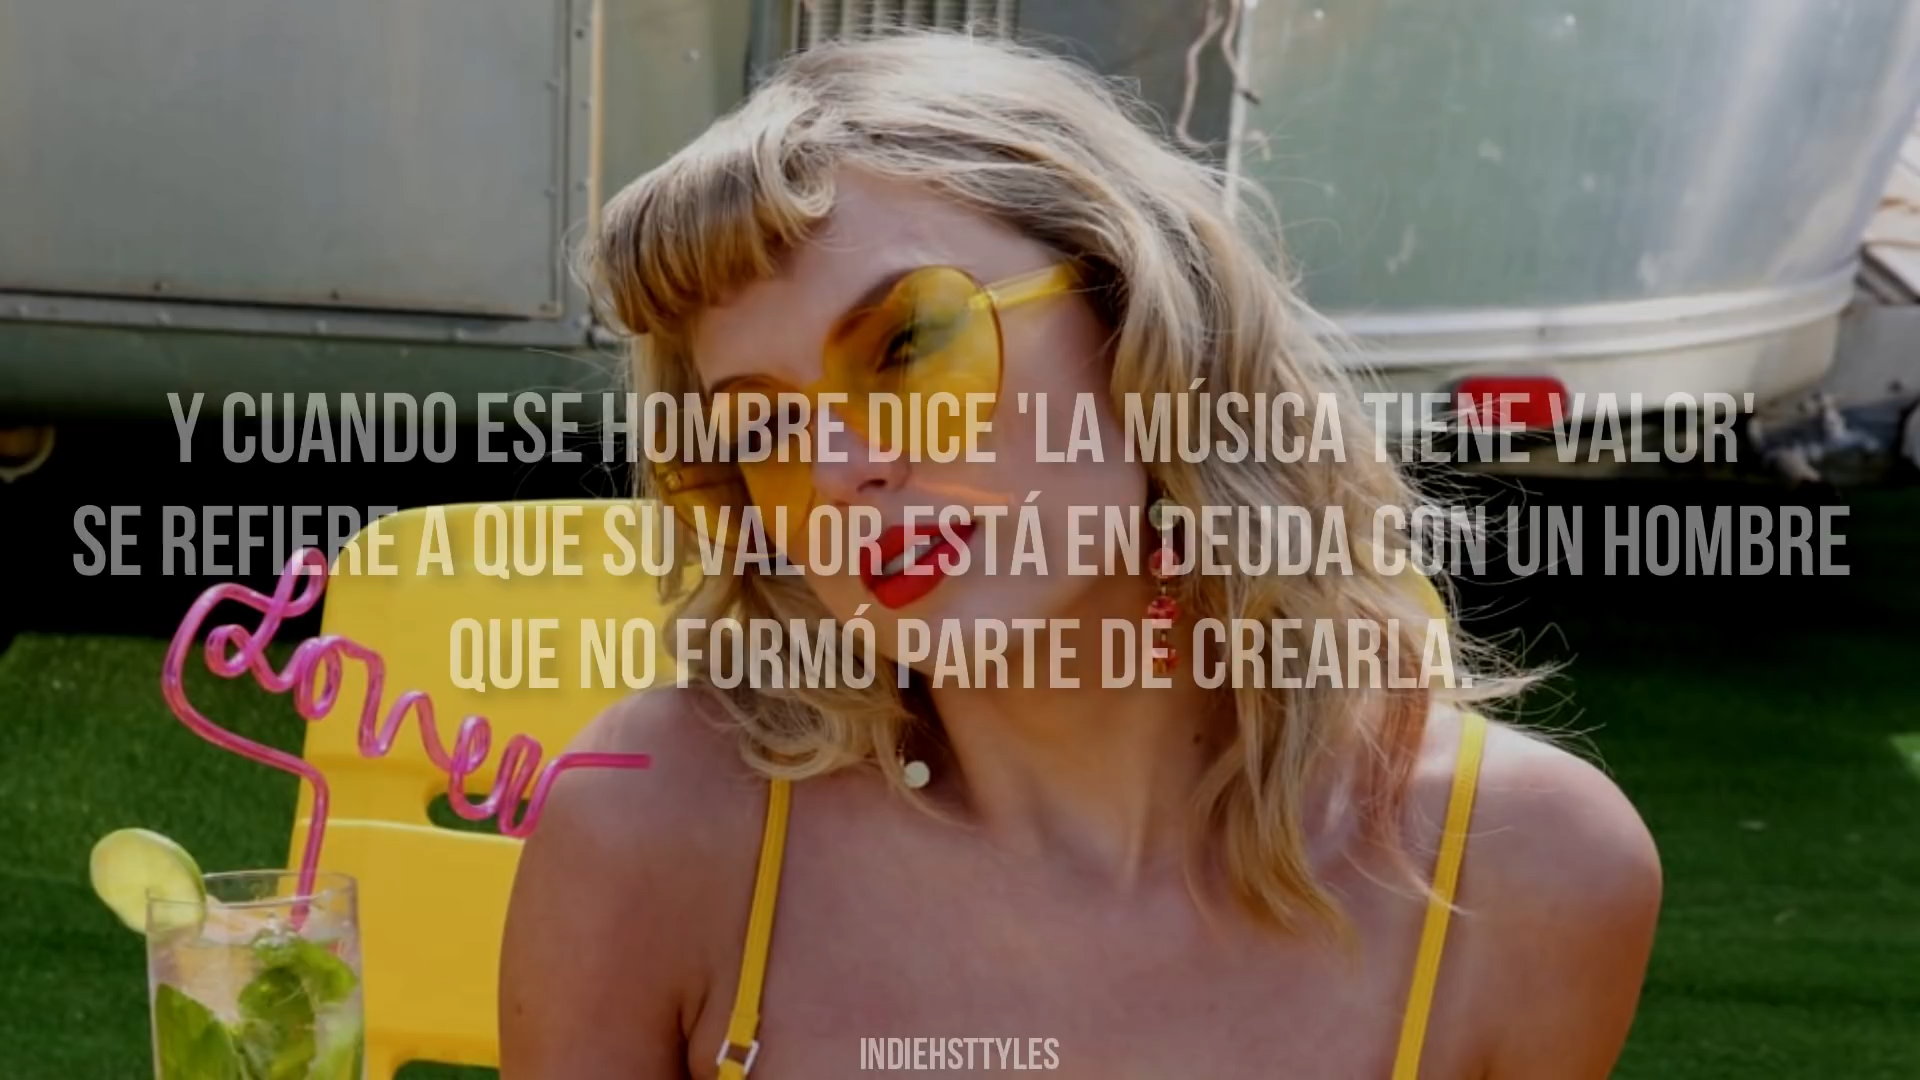 Y CUANDO ESE HOMBRE DICE 'LA MÚSICA TIENE VALOR'
SE REFIERE A QUE SU VALOR ESTÁ EN DEUDA CON UN HOMBRE
QUE NO FORMÓ PARTE DE CREARLA.
Lover
INDIEHSTTYLES